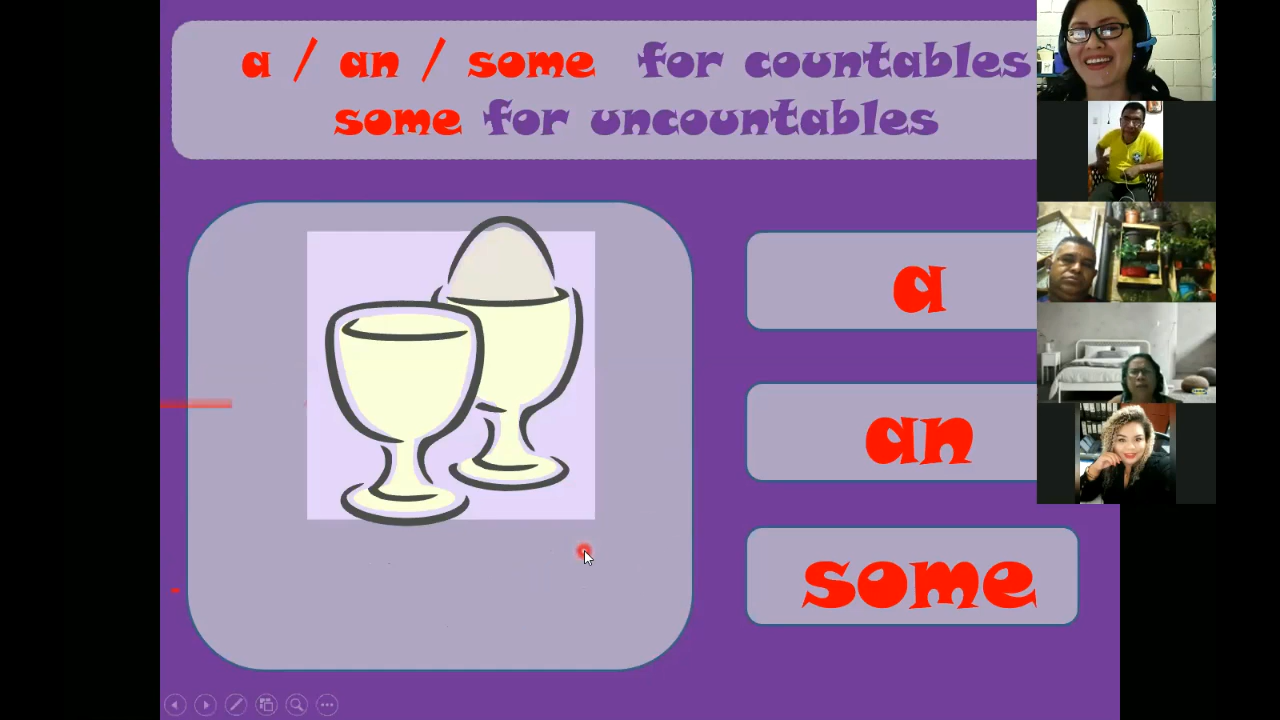 a / an / some for countables
some for uncountables
a
an
some